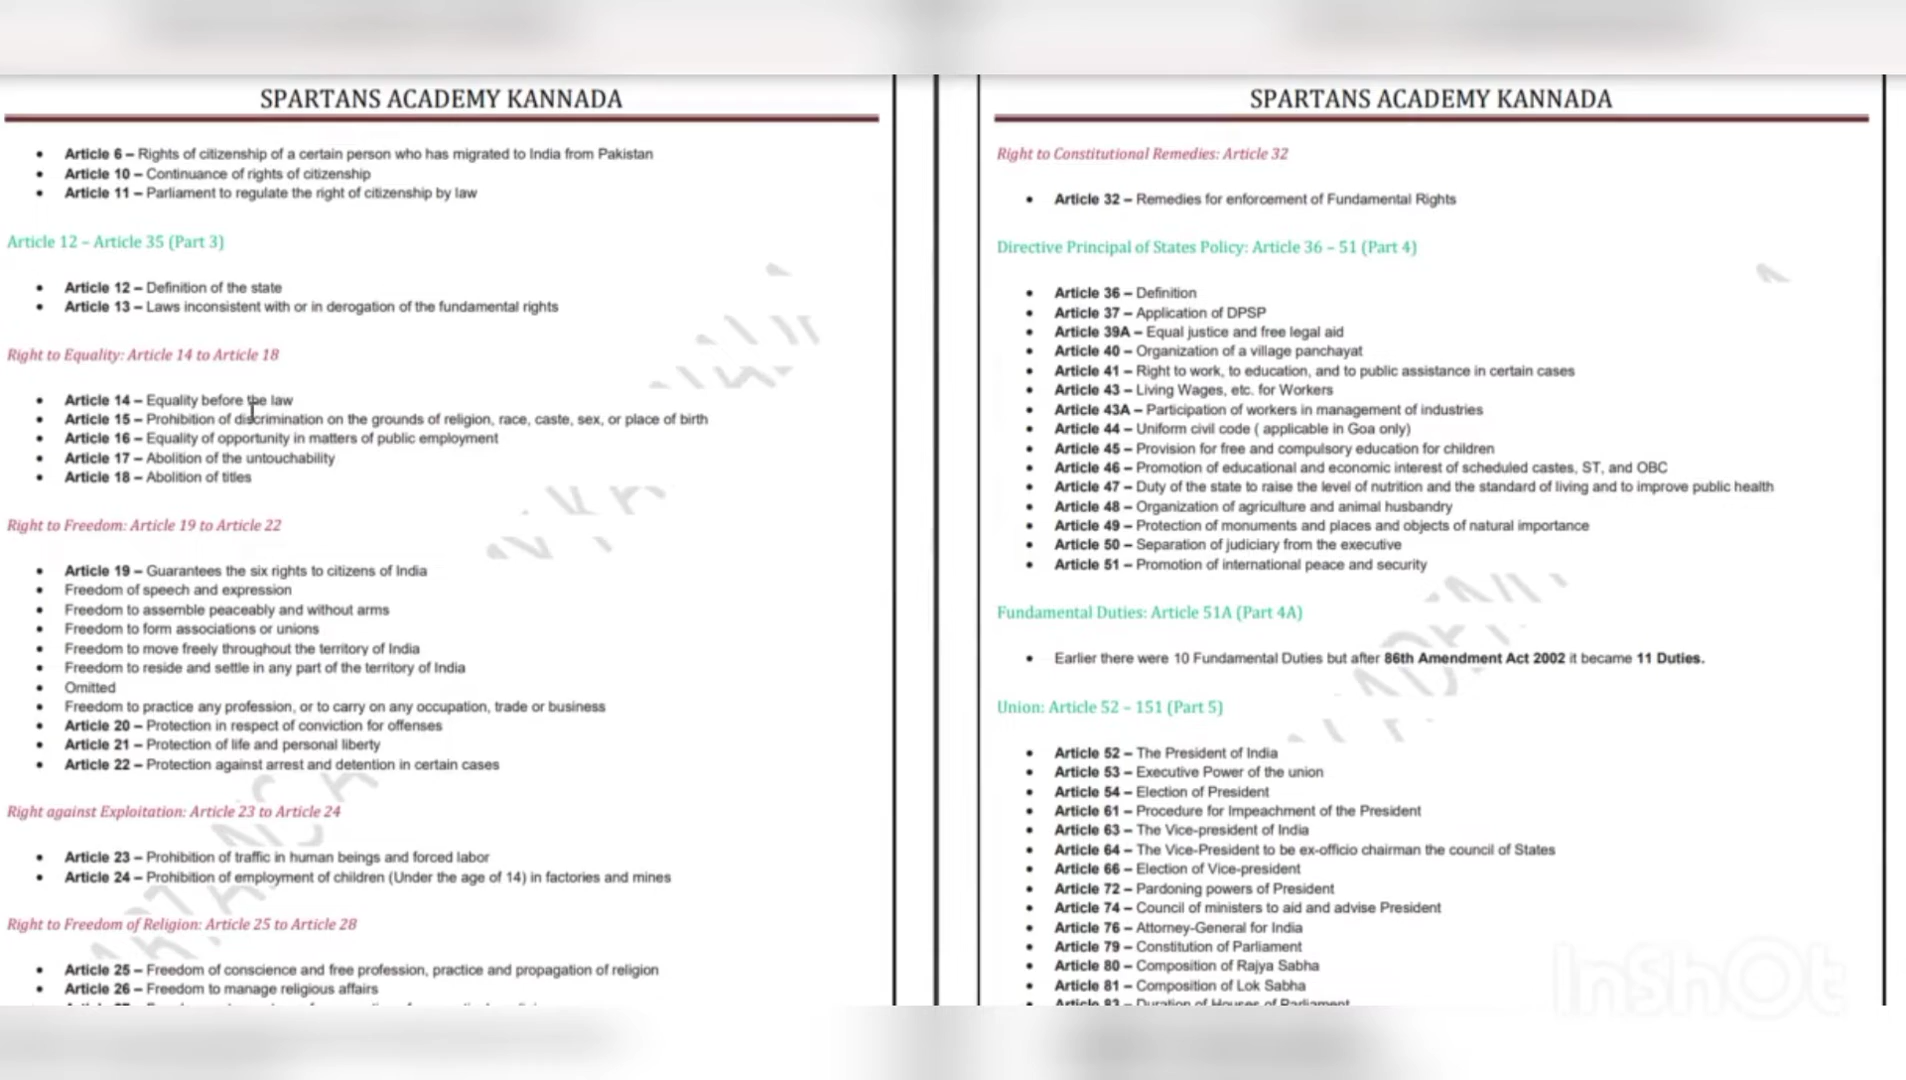 SPARTANS ACADEMY KANNADA
Article 6 – Rights of citizenship of a certain person who has migrated to India from Pakistan
Article 10 – Continuance of rights of citizenship
Article 11 – Parliament to regulate the right of citizenship by law
Article 12 – Article 35 (Part 3)
Article 12 – Definition of the state
Article 13 – Laws inconsistent with or in derogation of the fundamental rights
Right to Equality: Article 14 to Article 18
Article 14 – Equality before the law
Article 15 – Prohibition of discrimination on the grounds of religion, race, caste, sex, or place of birth
Article 16 – Equality of opportunity in matters of public employment
Article 17 – Abolition of the untouchability
Article 18 – Abolition of titles
Right to Freedom: Article 19 to Article 22
Article 19 – Guarantees the six rights to citizens of India
Freedom of speech and expression
Freedom to assemble peaceably and without arms
Freedom to form associations or unions
Freedom to move freely throughout the territory of India
Freedom to reside and settle in any part of the territory of India
Omitted
Freedom to practice any profession, or to carry on any occupation, trade or business
Article 20 – Protection in respect of conviction for offenses
Article 21 – Protection of life and personal liberty
Article 22 – Protection against arrest and detention in certain cases
Right against Exploitation: Article 23 to Article 24
Article 23 – Prohibition of traffic in human beings and forced labor
Article 24 – Prohibition of employment of children (Under the age of 14) in factories and mines
Right to Freedom of Religion: Article 25 to Article 28
Article 25 – Freedom of conscience and free profession, practice and propagation of religion
Article 26 – Freedom to manage religious affairs
SPARTANS ACADEMY KANNADA
Right to Constitutional Remedies: Article 32
Article 32 – Remedies for enforcement of Fundamental Rights
Directive Principal of States Policy: Article 36 – 51 (Part 4)
Article 36 – Definition
Article 37 – Application of DPSP
Article 39A – Equal justice and free legal aid
Article 40 – Organization of a village panchayat
Article 41 – Right to work, to education, and to public assistance in certain cases
Article 43 – Living Wages, etc. for Workers
Article 43A – Participation of workers in management of industries
Article 44 – Uniform civil code ( applicable in Goa only)
Article 45 – Provision for free and compulsory education for children
Article 46 – Promotion of educational and economic interest of scheduled castes, ST, and OBC
Article 47 – Duty of the state to raise the level of nutrition and the standard of living and to improve public health
Article 48 – Organization of agriculture and animal husbandry
Article 49 – Protection of monuments and places and objects of natural importance
Article 50 – Separation of judiciary from the executive
Article 51 – Promotion of international peace and security
Fundamental Duties: Article 51A (Part 4A)
Earlier there were 10 Fundamental Duties but after 86th Amendment Act 2002 it became 11 Duties.
Union: Article 52 – 151 (Part 5)
Article 52 – The President of India
Article 53 – Executive Power of the union
Article 54 – Election of President
Article 61 – Procedure for Impeachment of the President
Article 63 – The Vice-president of India
Article 64 – The Vice-President to be ex-officio chairman the council of States
Article 66 – Election of Vice-president
Article 72 – Pardoning powers of President
Article 74 – Council of ministers to aid and advise President
Article 76 – Attorney-General for India
Article 79 – Constitution of Parliament
Article 80 – Composition of Rajya Sabha
Article 81 – Composition of Lok Sabha
Article 83 – Duration of Houses of Parliament
InShOt